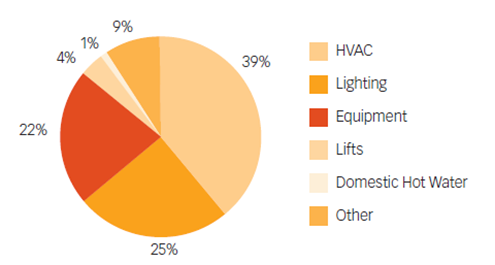 9%
1%
4%
39%
22%
25%
HVAC
Lighting
Equipment
Lifts
Domestic Hot Water
Other